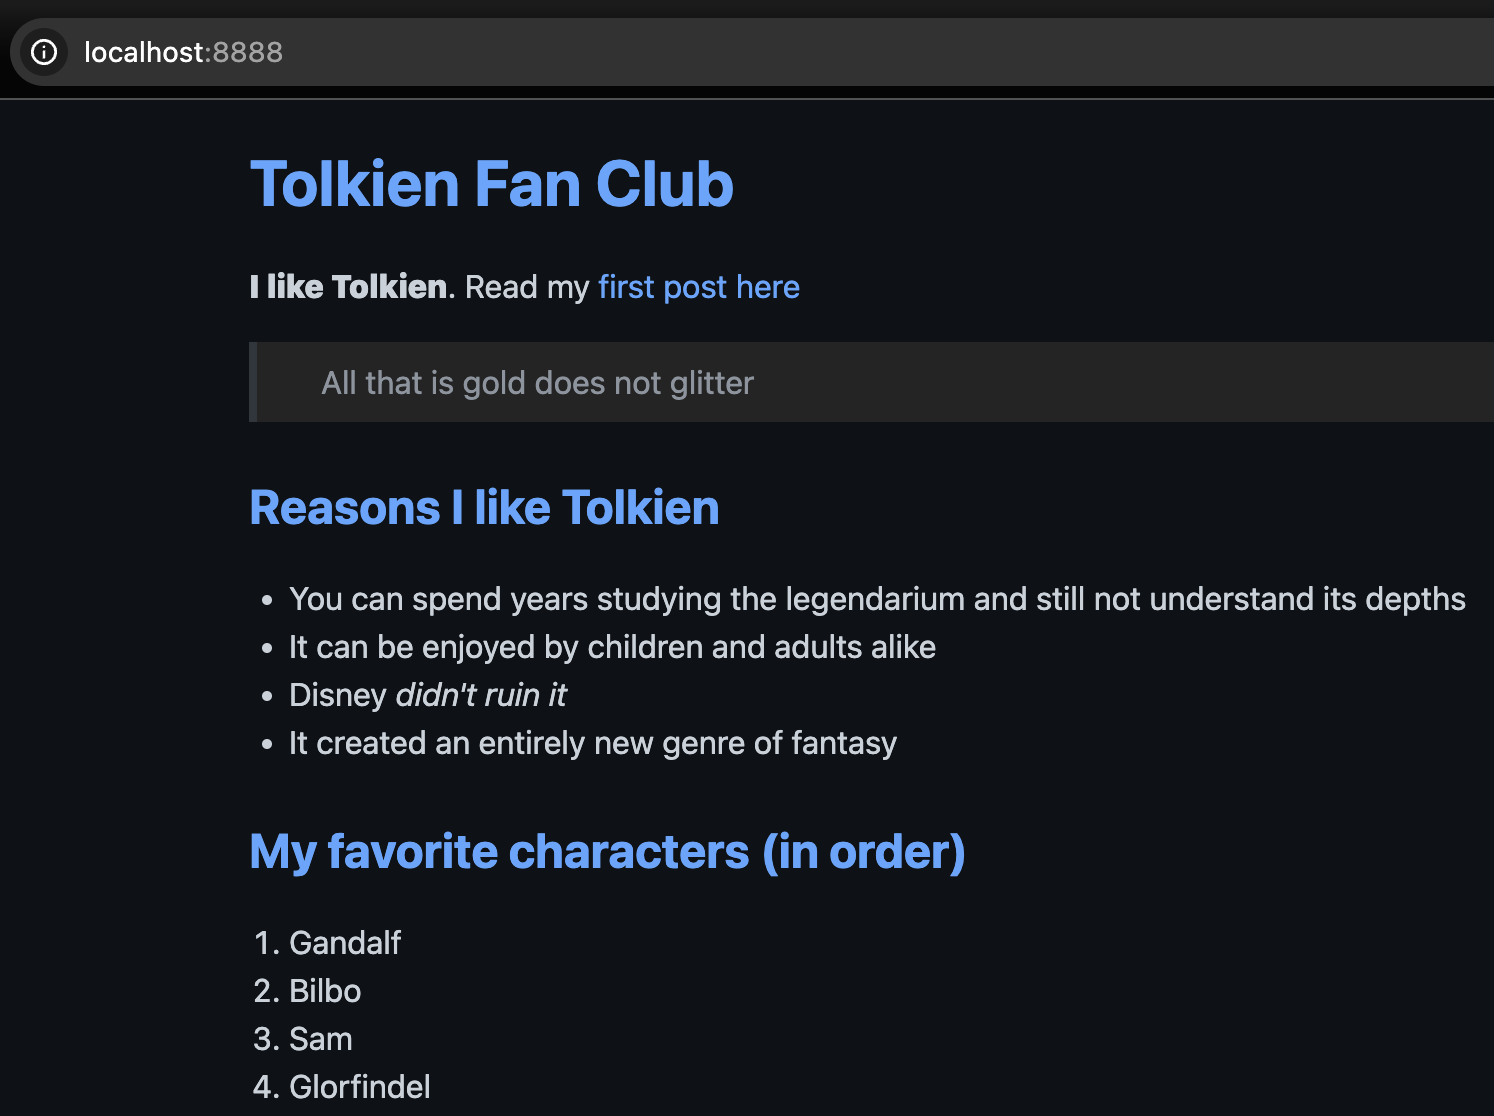 localhost:8888
Tolkien Fan Club
I like Tolkien. Read my first post here
All that is gold does not glitter
Reasons I like Tolkien
• You can spend years studying the legendarium and still not understand its depths
• It can be enjoyed by children and adults alike
• Disney didn't ruin it
• It created an entirely new genre of fantasy
My favorite characters (in order)
1. Gandalf
2. Bilbo
3. Sam
4. Glorfindel